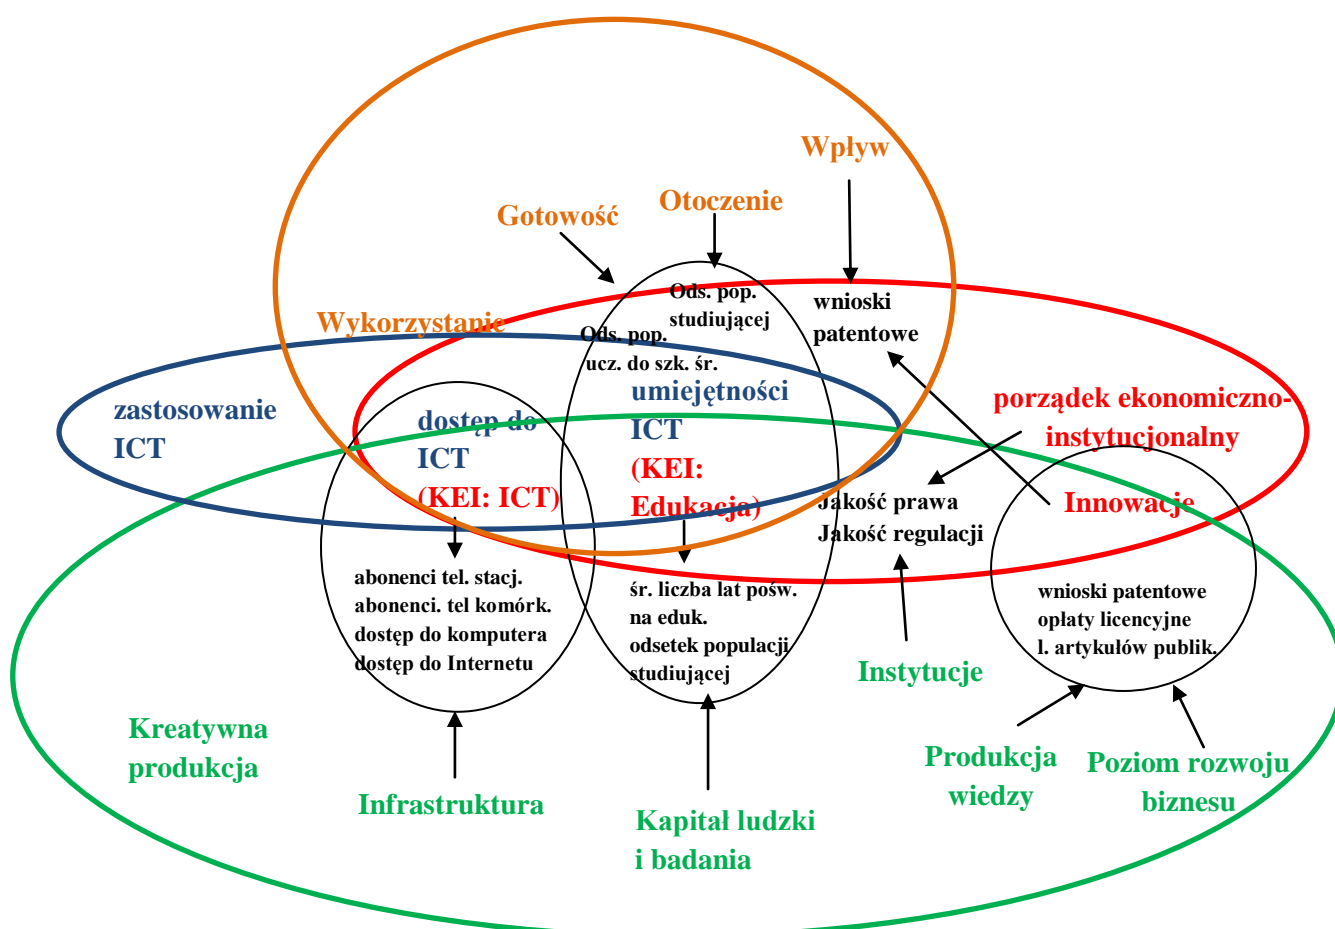 Wpływ
Otoczenie
Gotowość
Ods. pop.
studiującej
wnioski
patentowe
Wykorzystanie
Ods. pop.
ucz. do szk. śr.
zastosowanie
ICT
dostęp do
ICT
(KEI: ICT)
umiejętności
ICT
(KEI:
Edukacja)
porządek ekonomiczno-
instytucjonalny
Jakość prawa
Jakość regulacji
Innowacje
abonenci tel. stacj.
abonenci. tel komórk.
dostęp do komputera
dostęp do Internetu
śr. liczba lat pośw.
na eduk.
odsetek populacji
studiującej
wnioski patentowe
opłaty licencyjne
l. artykułów publik.
Instytucje
Kreatywna
produkcja
Infrastruktura
Kapitał ludzki
i badania
Produkcja
wiedzy
Poziom rozwoju
biznesu